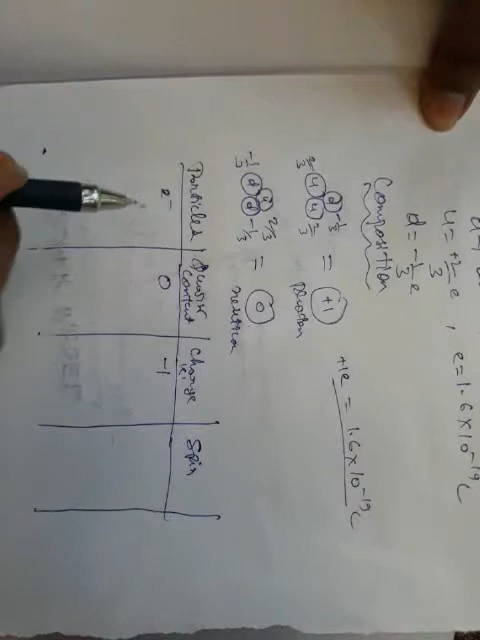 u = +2/3 e , e = 1.6 x 10^-19 C
d = -1/3 e
Composition
2/3 u d -1/3 u 2/3 = +1 +1e = 1.6 x 10^-19 C
proton
-1/3 d u 2/3 d -1/3 = 0
neutron
Particles Quark content Charge (e) Spin
e^- 0 -1